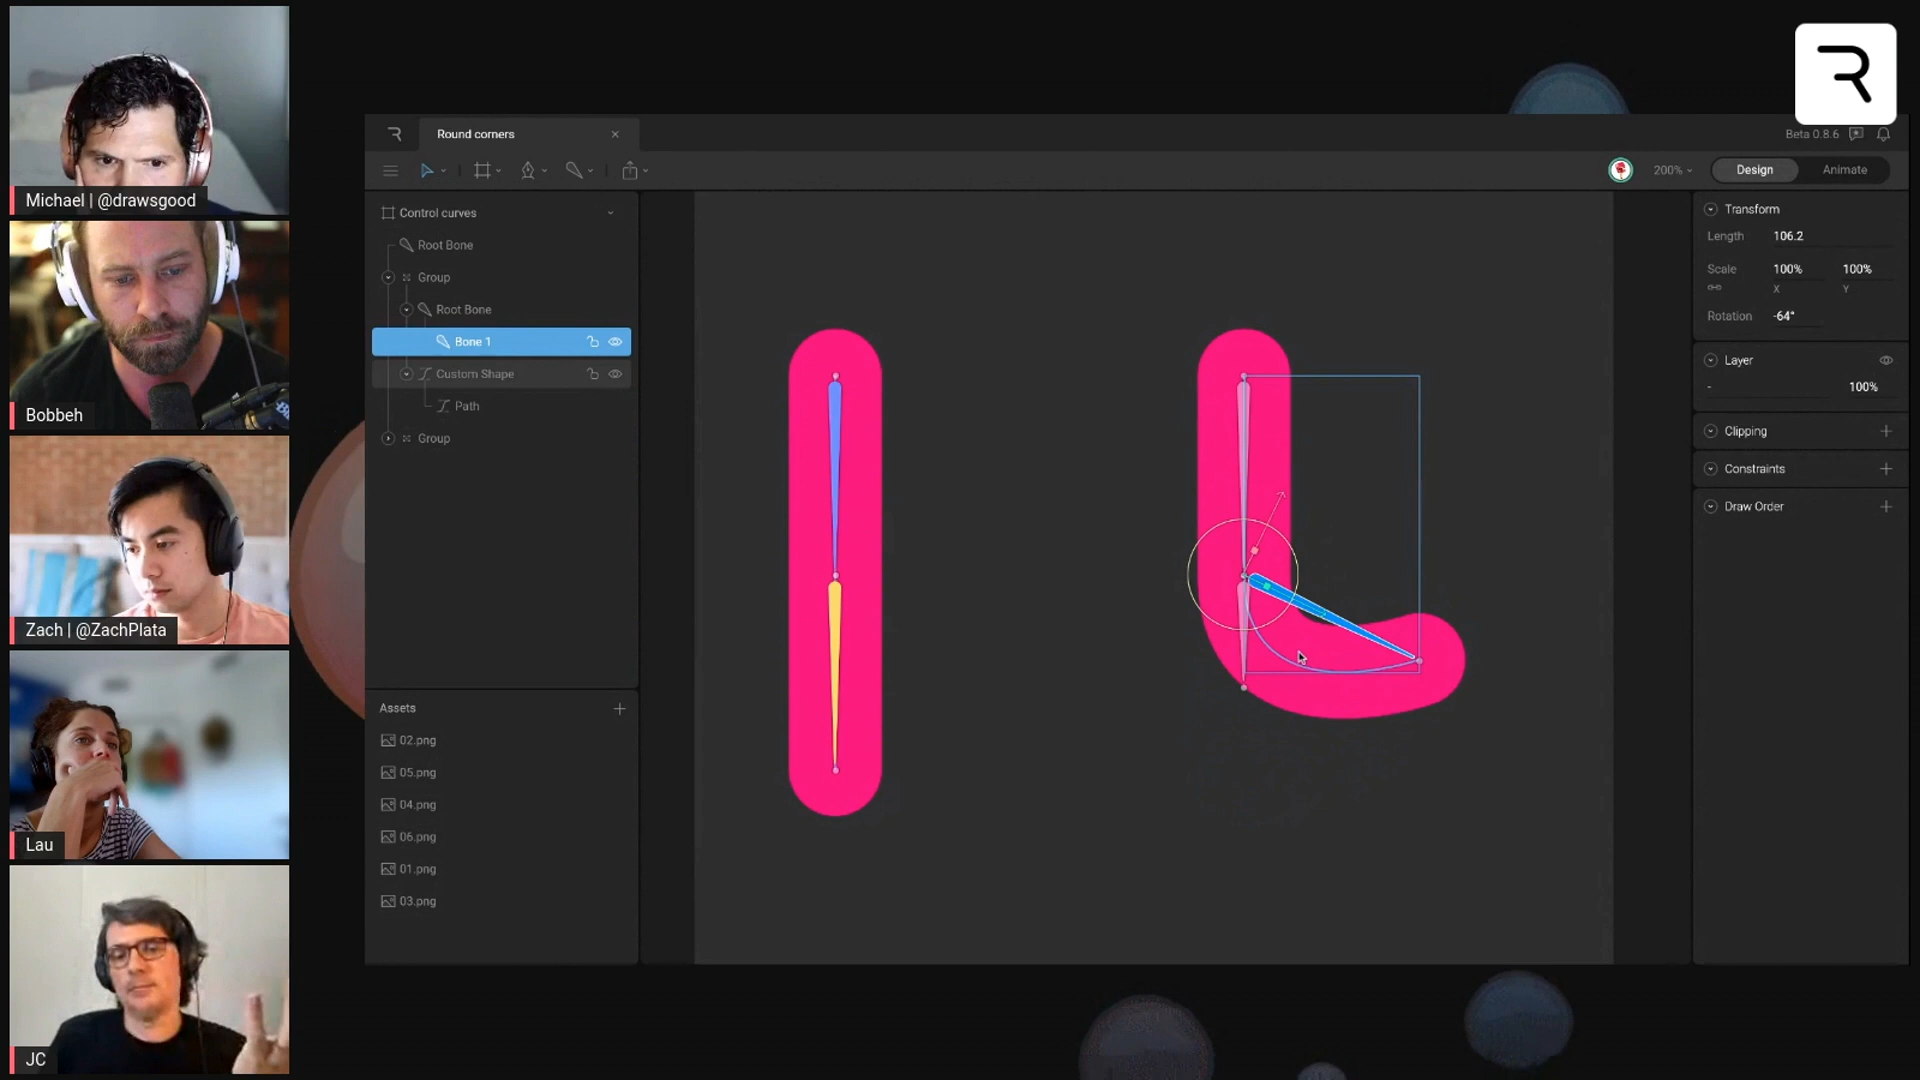 Michael | @drawsgood
Bobbeh
Zach | @ZachPlata
Lau
JC
Round corners
Beta 0.8.6
200%
Design
Animate
Control curves
Root Bone
Group
Root Bone
Bone 1
Custom Shape
Path
Group
Assets
02.png
05.png
04.png
06.png
01.png
03.png
Transform
Length 106.2
Scale 100% 100%
X Y
Rotation -64°
Layer
- 100%
Clipping
Constraints
Draw Order